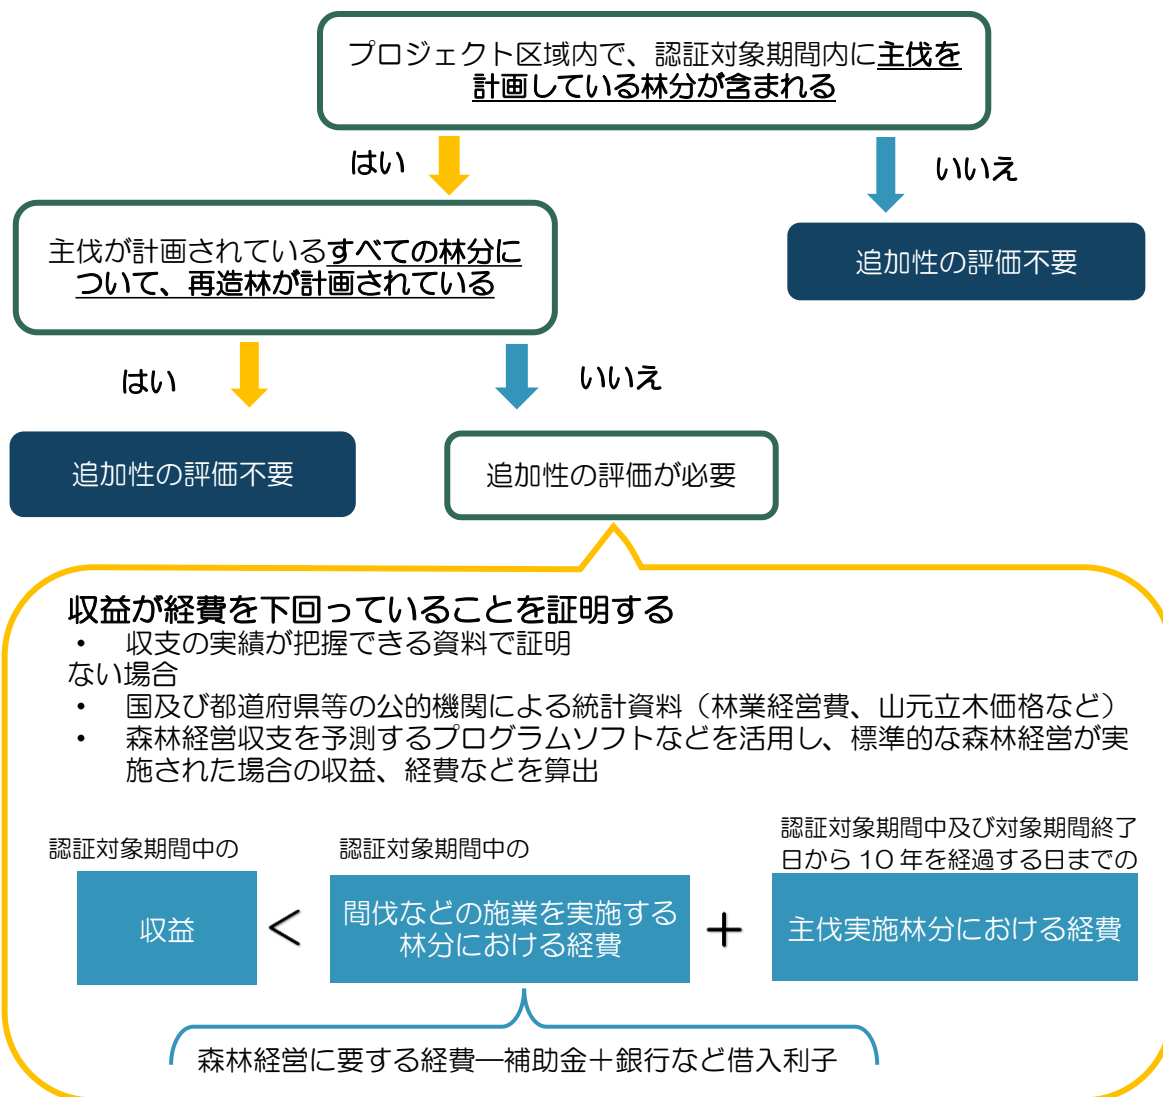 プロジェクト区域内で、認証対象期間内に主伐を
計画している林分が含まれる
はい
いいえ
主伐が計画されているすべての林分に
ついて、再造林が計画されている
追加性の評価不要
はい
いいえ
追加性の評価不要
追加性の評価が必要
収益が経費を下回っていることを証明する
・ 収支の実績が把握できる資料で証明
ない場合
・ 国及び都道府県等の公的機関による統計資料（林業経営費、山元立木価格など）
・ 森林経営収支を予測するプログラムソフトなどを活用し、標準的な森林経営が実
施された場合の収益、経費などを算出
認証対象期間中の
収益
＜
認証対象期間中の
間伐などの施業を実施する
林分における経費
＋
認証対象期間中及び対象期間終了
日から 10 年を経過する日までの
主伐実施林分における経費
森林経営に要する経費―補助金＋銀行など借入利子